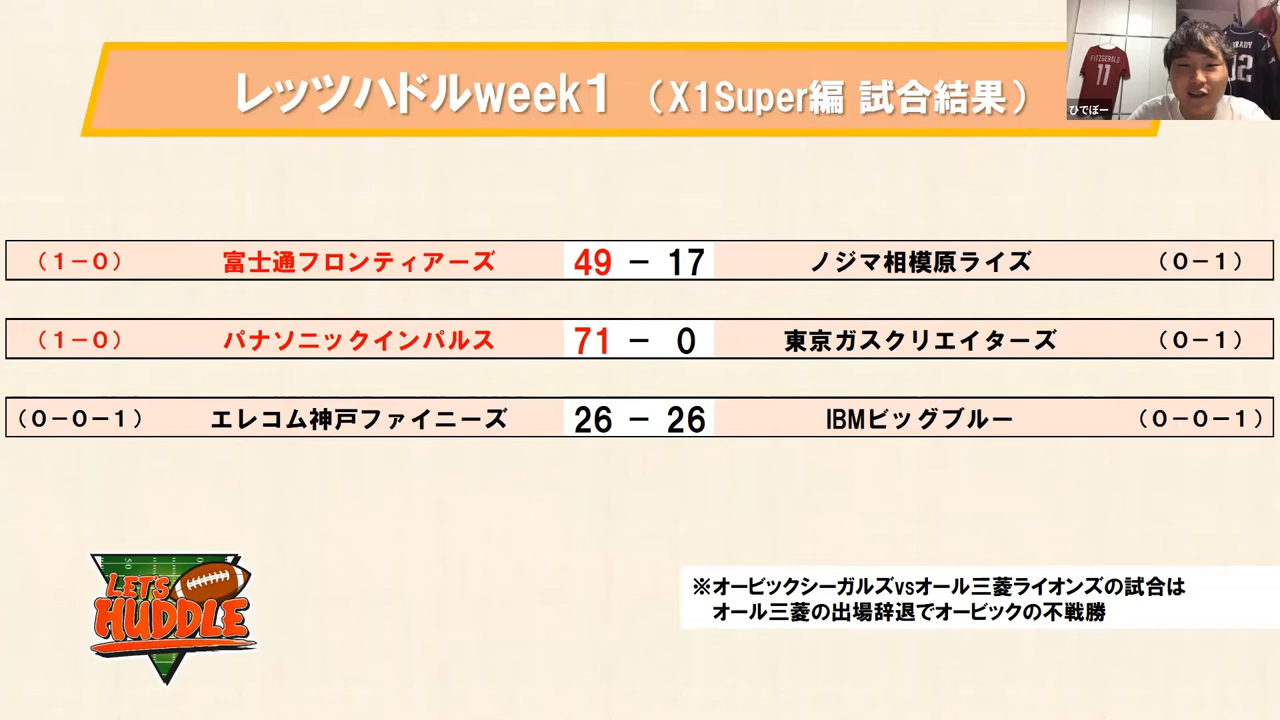 レッツハドルweek1 （X1Super編 試合結果）
FITZGERALD
11
BRADY
12
ひでぼー
（1－0） 富士通フロンティアーズ 49 － 17 ノジマ相模原ライズ （0－1）
（1－0） パナソニックインパルス 71 － 0 東京ガスクリエイターズ （0－1）
（0－0－1） エレコム神戸ファイニーズ 26 － 26 IBMビッグブルー （0－0－1）
LET'S
HUDDLE
※オービックシーガルズvsオール三菱ライオンズの試合は
オール三菱の出場辞退でオービックの不戦勝